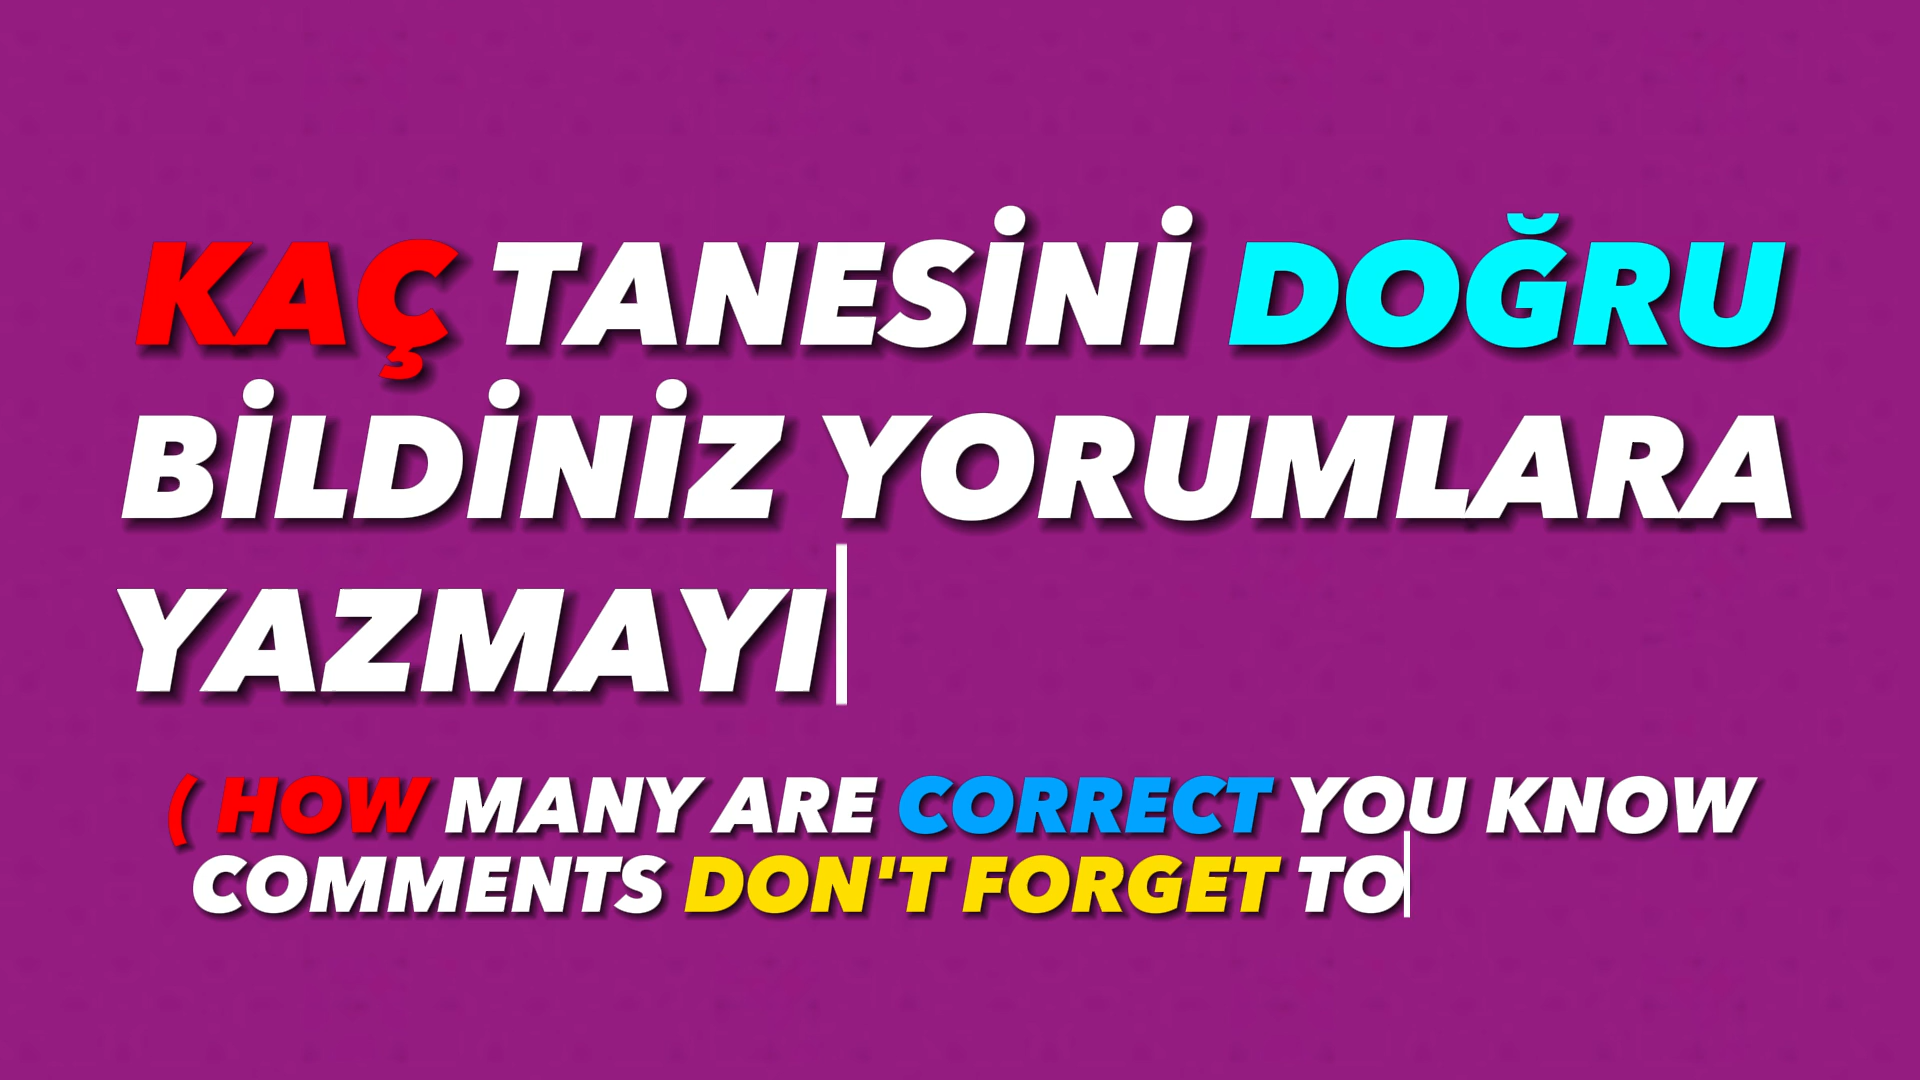 KAÇ TANESİNİ DOĞRU
BİLDİNİZ YORUMLARA
YAZMAYI
( HOW MANY ARE CORRECT YOU KNOW
COMMENTS DON'T FORGET TO